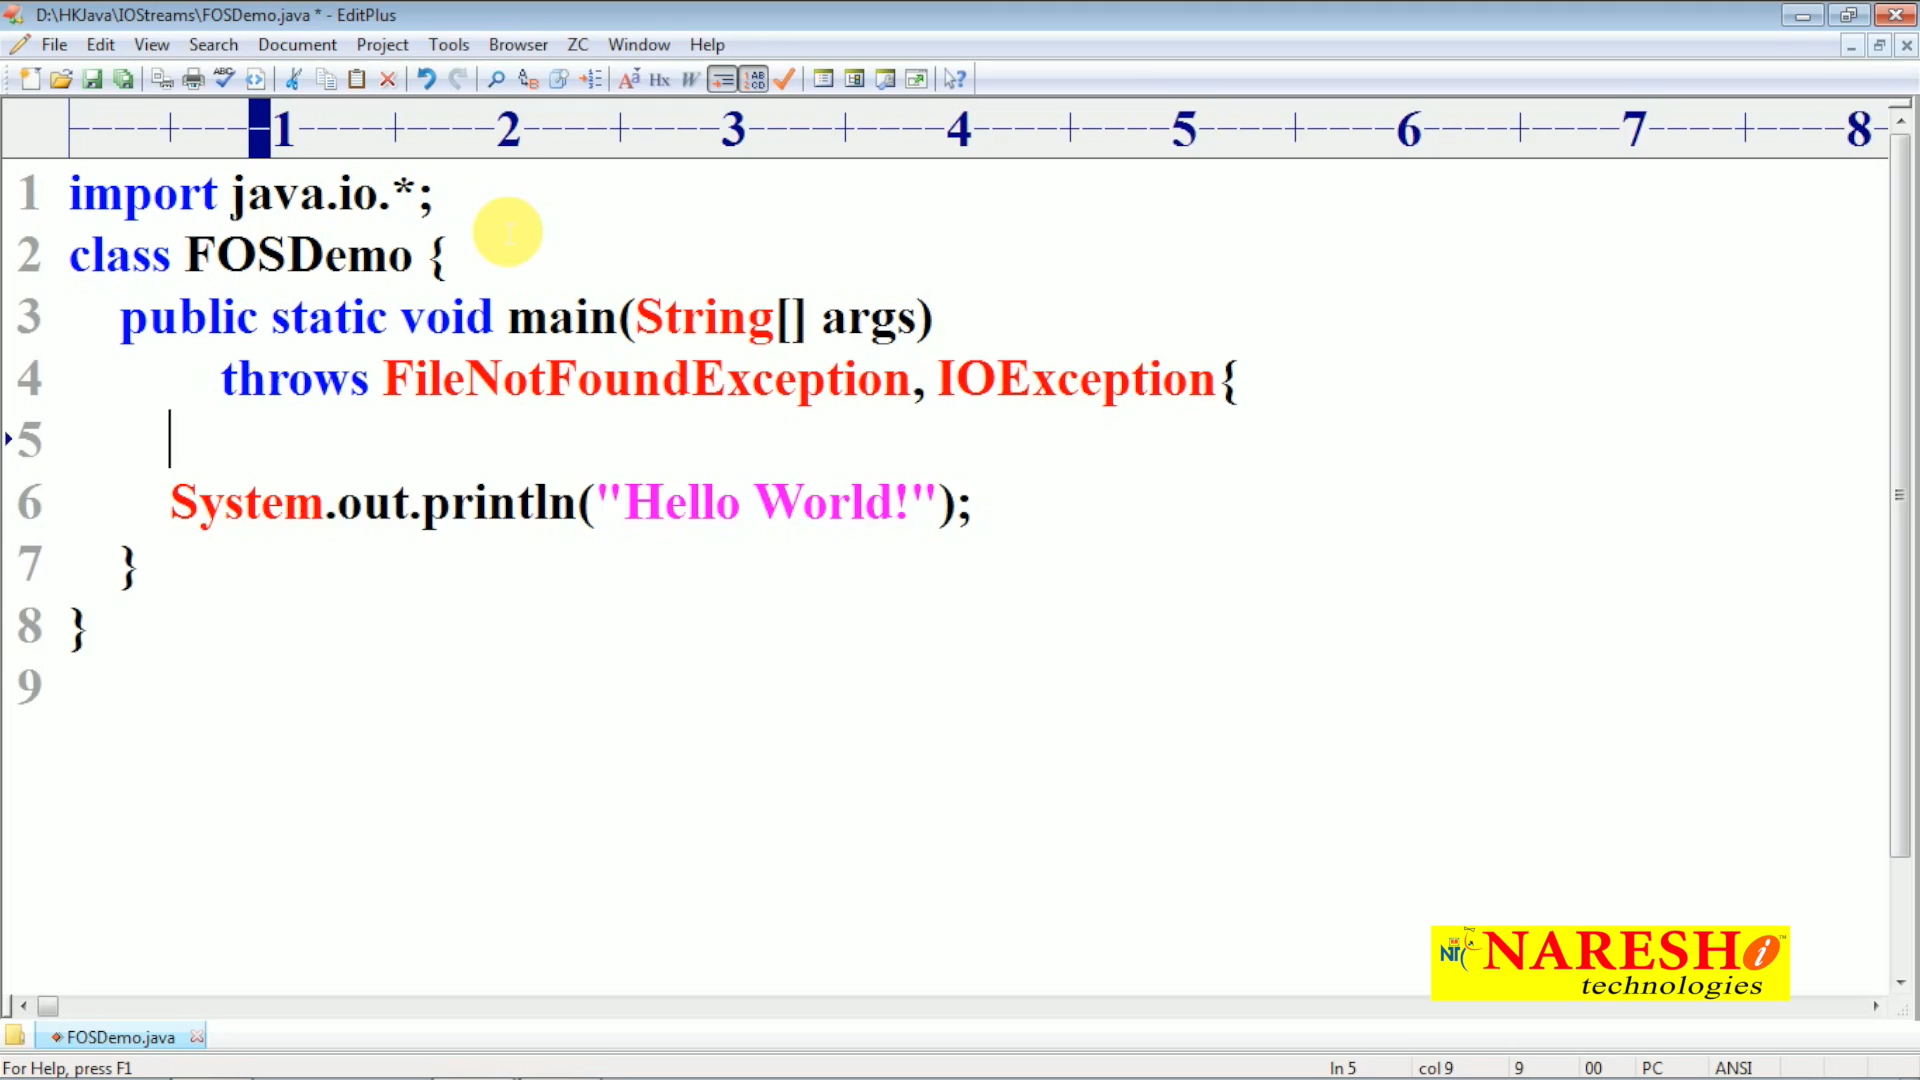 D:\HKJava\IOStreams\FOSDemo.java * - EditPlus
File Edit View Search Document Project Tools Browser ZC Window Help
1 2 3 4 5 6 7 8
1 import java.io.*;
2 class FOSDemo {
3 public static void main(String[] args)
4 throws FileNotFoundException, IOException{
5
6 System.out.println("Hello World!");
7 }
8 }
9
NARESH i
technologies
FOSDemo.java
For Help, press F1 ln 5 col 9 9 00 PC ANSI